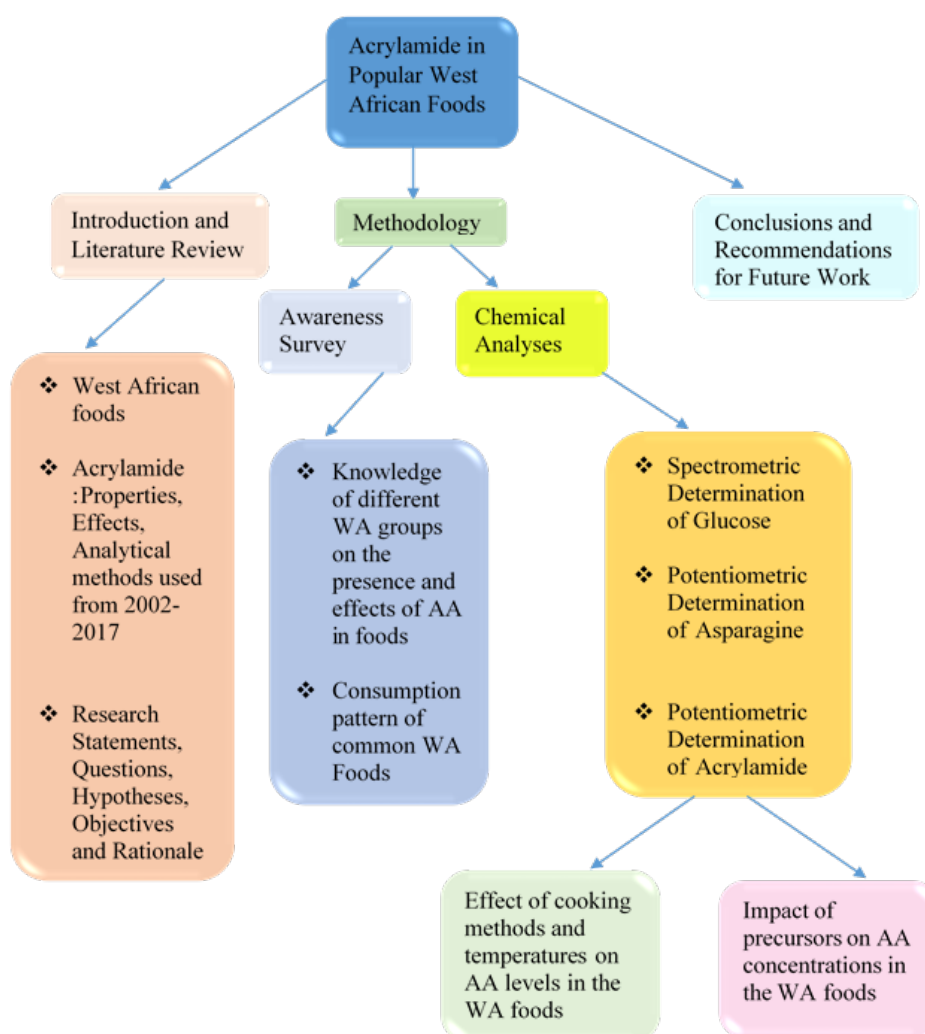 Acrylamide in
Popular West
African Foods
Introduction and
Literature Review
Methodology
Conclusions and
Recommendations
for Future Work
Awareness
Survey
Chemical
Analyses
❖ West African
foods
❖ Acrylamide
:Properties,
Effects,
Analytical
methods used
from 2002-
2017
❖ Research
Statements,
Questions,
Hypotheses,
Objectives
and Rationale
❖ Knowledge
of different
WA groups
on the
presence and
effects of AA
in foods
❖ Consumption
pattern of
common WA
Foods
❖ Spectrometric
Determination
of Glucose
❖ Potentiometric
Determination
of Asparagine
❖ Potentiometric
Determination
of Acrylamide
Effect of cooking
methods and
temperatures on
AA levels in the
WA foods
Impact of
precursors on AA
concentrations in
the WA foods